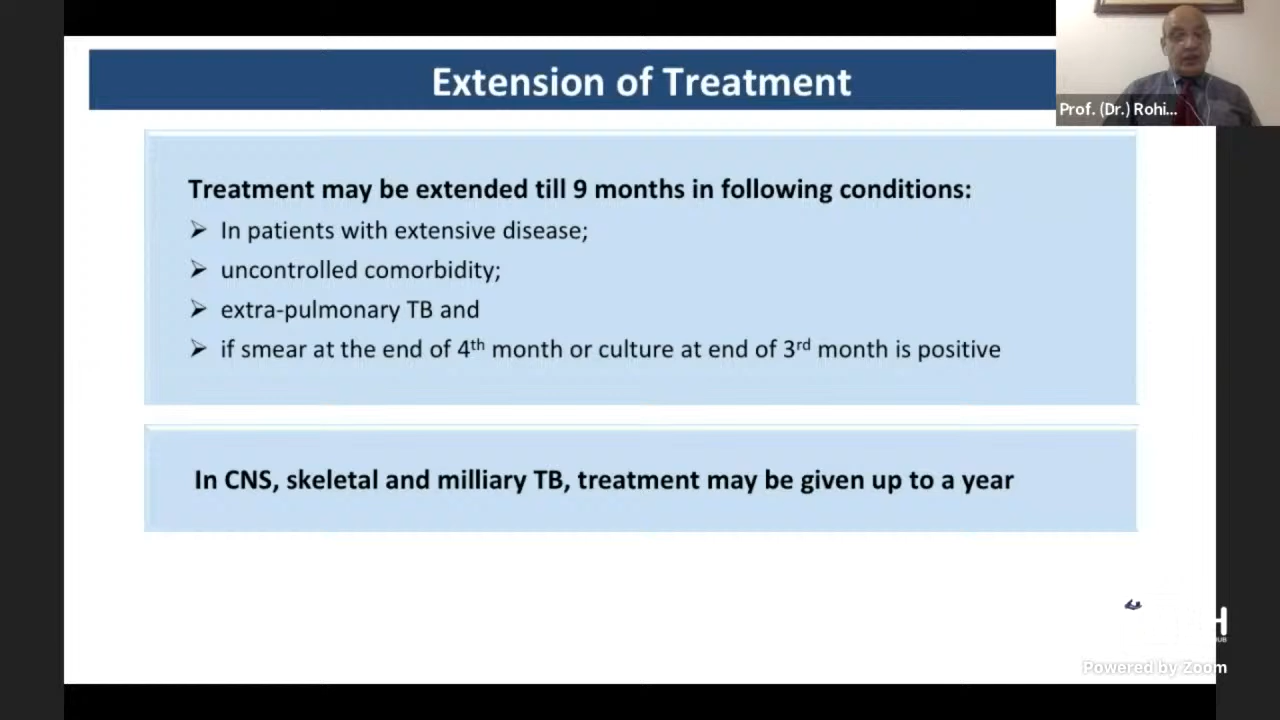 Extension of Treatment
Prof. (Dr.) Rohi...
Treatment may be extended till 9 months in following conditions:
➢ In patients with extensive disease;
➢ uncontrolled comorbidity;
➢ extra-pulmonary TB and
➢ if smear at the end of 4th month or culture at end of 3rd month is positive
In CNS, skeletal and milliary TB, treatment may be given up to a year
Powered by Zoom